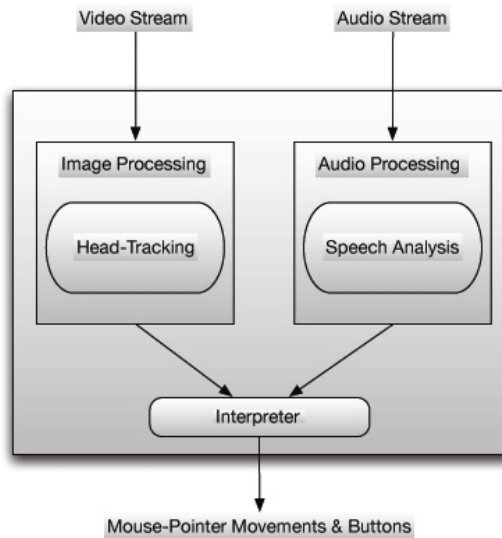 Video Stream
Audio Stream
Image Processing
Audio Processing
Head-Tracking
Speech Analysis
Interpreter
Mouse-Pointer Movements & Buttons